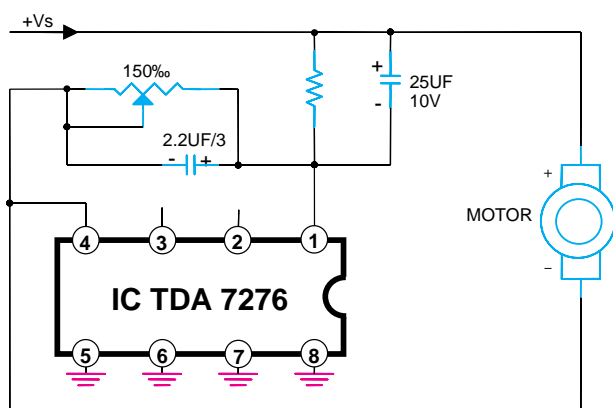 +Vs
150‰
+
25UF
-
10V
2.2UF/3
- +
+
MOTOR
−
4 3 2 1
IC TDA 7276
5 6 7 8